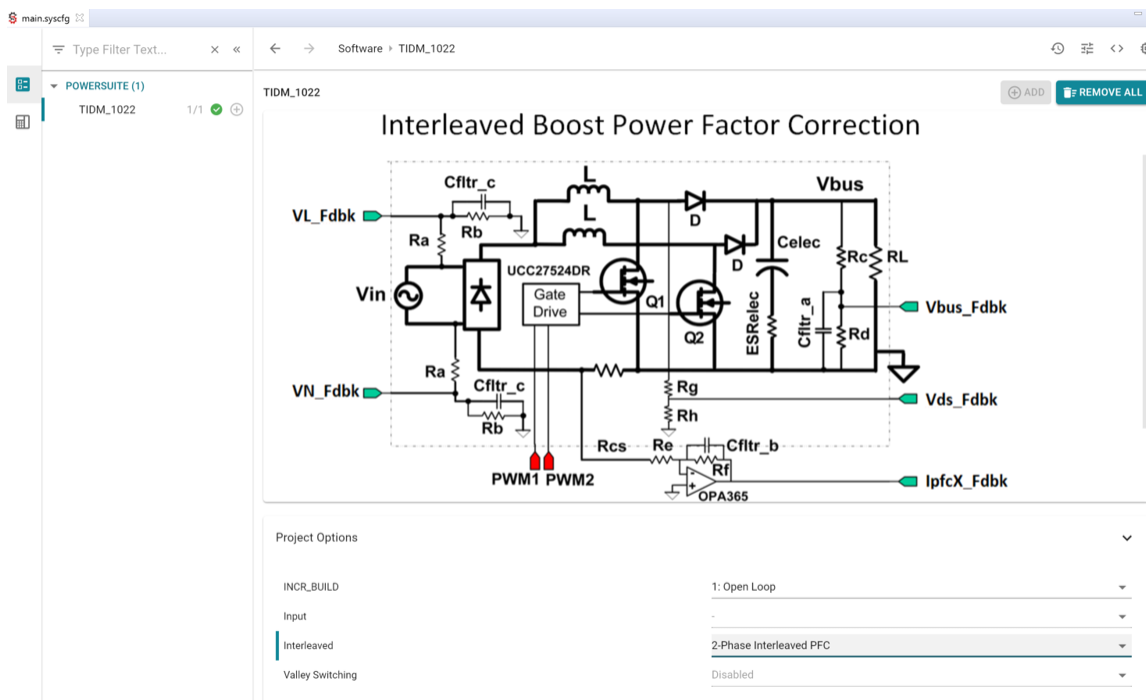 main.syscfg
Type Filter Text...
Software TIDM_1022
POWERSUITE (1)
TIDM_1022 1/1
TIDM_1022
ADD
REMOVE ALL
Interleaved Boost Power Factor Correction
L
Cfltr_c
Vbus
VL_Fdbk
L
D
Rb
Ra
Celec
D
Rc
RL
UCC27524DR
Vin
Gate
Drive
Q1
Vbus_Fdbk
ESRelec
Cfltr_a
Rd
Q2
Ra
Cfltr_c
Rg
VN_Fdbk
Vds_Fdbk
Rh
Rb
Rcs
Re
Cfltr_b
Rf
PWM1 PWM2
IpfcX_Fdbk
OPA365
Project Options
INCR_BUILD 1: Open Loop
Input -
Interleaved 2-Phase Interleaved PFC
Valley Switching Disabled